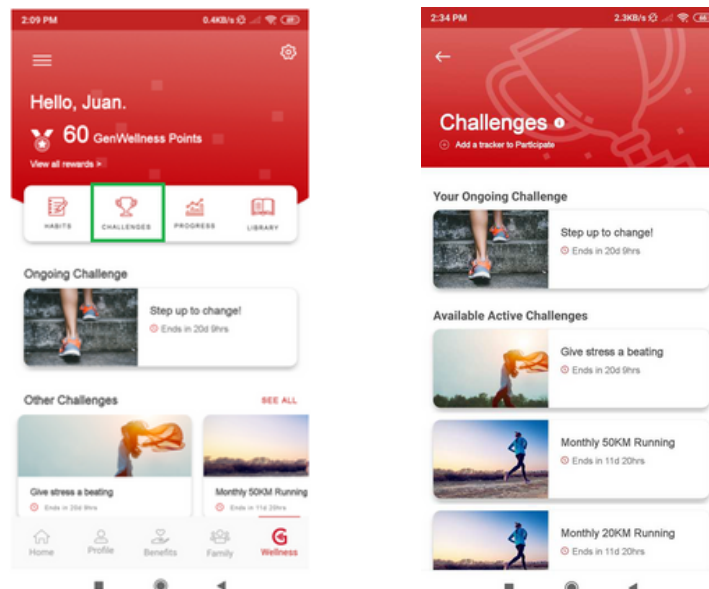 2:09 PM
0.4KB/s
Hello, Juan.
60 GenWellness Points
View all rewards >
HABITS
CHALLENGES
PROGRESS
LIBRARY
Ongoing Challenge
Step up to change!
Ends in 20d 9hrs
Other Challenges
SEE ALL
Give stress a beating
Ends in 20d 9hrs
Monthly 50KM Running
Ends in 11d 20hrs
Home
Profile
Benefits
Family
Wellness
2:34 PM
2.3KB/s
Challenges
Add a tracker to Participate
Your Ongoing Challenge
Step up to change!
Ends in 20d 9hrs
Available Active Challenges
Give stress a beating
Ends in 20d 9hrs
Monthly 50KM Running
Ends in 11d 20hrs
Monthly 20KM Running
Ends in 11d 20hrs